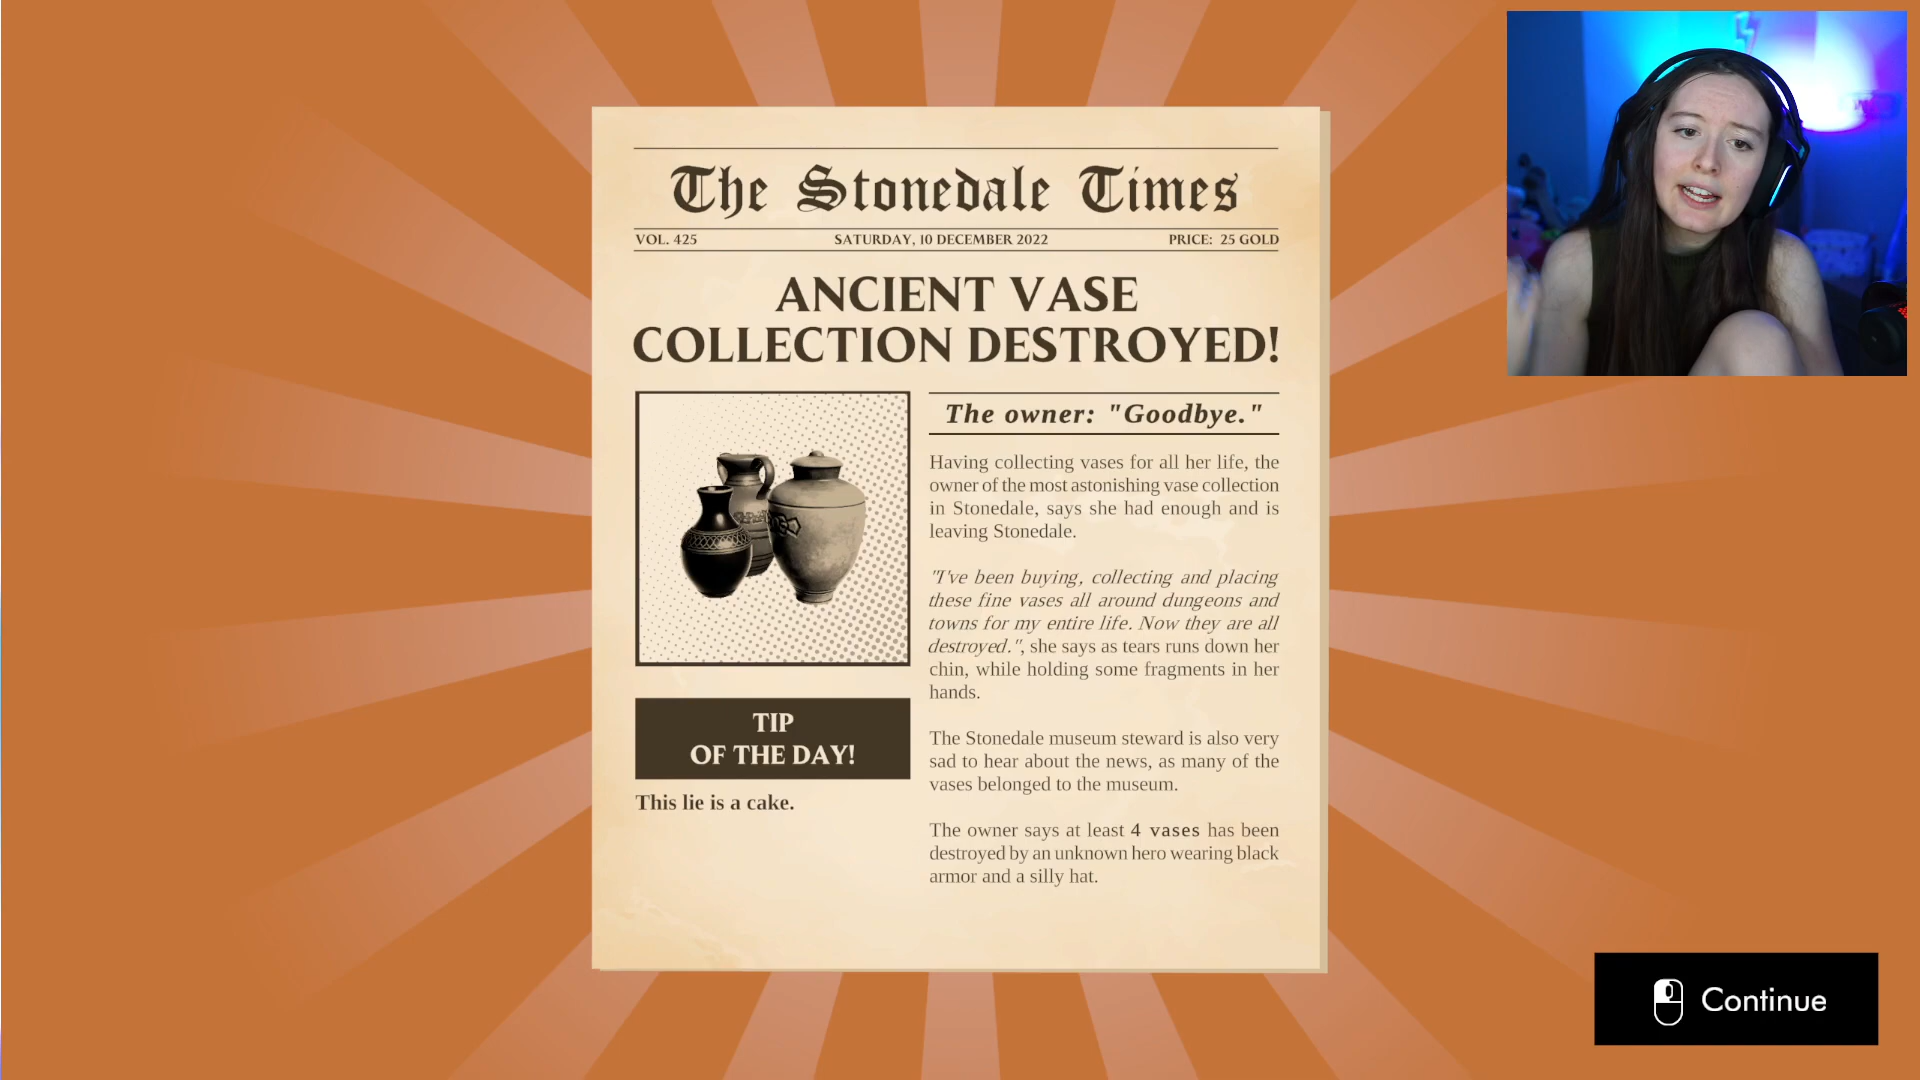 The Stonedale Times
VOL. 425 SATURDAY, 10 DECEMBER 2022 PRICE: 25 GOLD
ANCIENT VASE
COLLECTION DESTROYED!
The owner: "Goodbye."
Having collecting vases for all her life, the
owner of the most astonishing vase collection
in Stonedale, says she had enough and is
leaving Stonedale.
"I've been buying, collecting and placing
these fine vases all around dungeons and
towns for my entire life. Now they are all
destroyed.", she says as tears runs down her
chin, while holding some fragments in her
hands.
The Stonedale museum steward is also very
sad to hear about the news, as many of the
vases belonged to the museum.
The owner says at least 4 vases has been
destroyed by an unknown hero wearing black
armor and a silly hat.
TIP
OF THE DAY!
This lie is a cake.
Continue